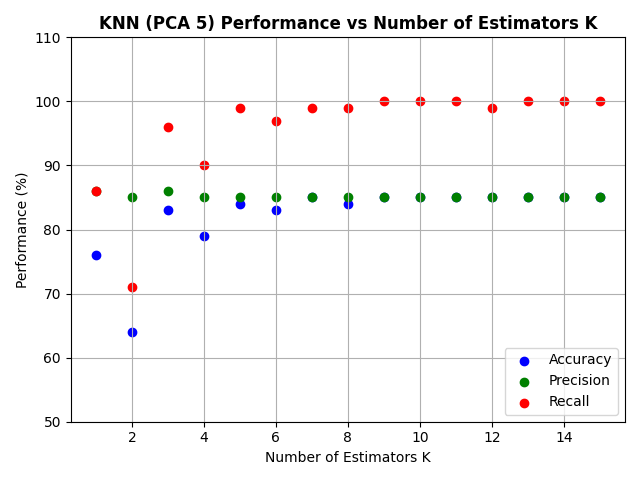 KNN (PCA 5) Performance vs Number of Estimators K
110
100
90
80
70
60
50
Performance (%)
2 4 6 8 10 12 14
Number of Estimators K
Accuracy
Precision
Recall